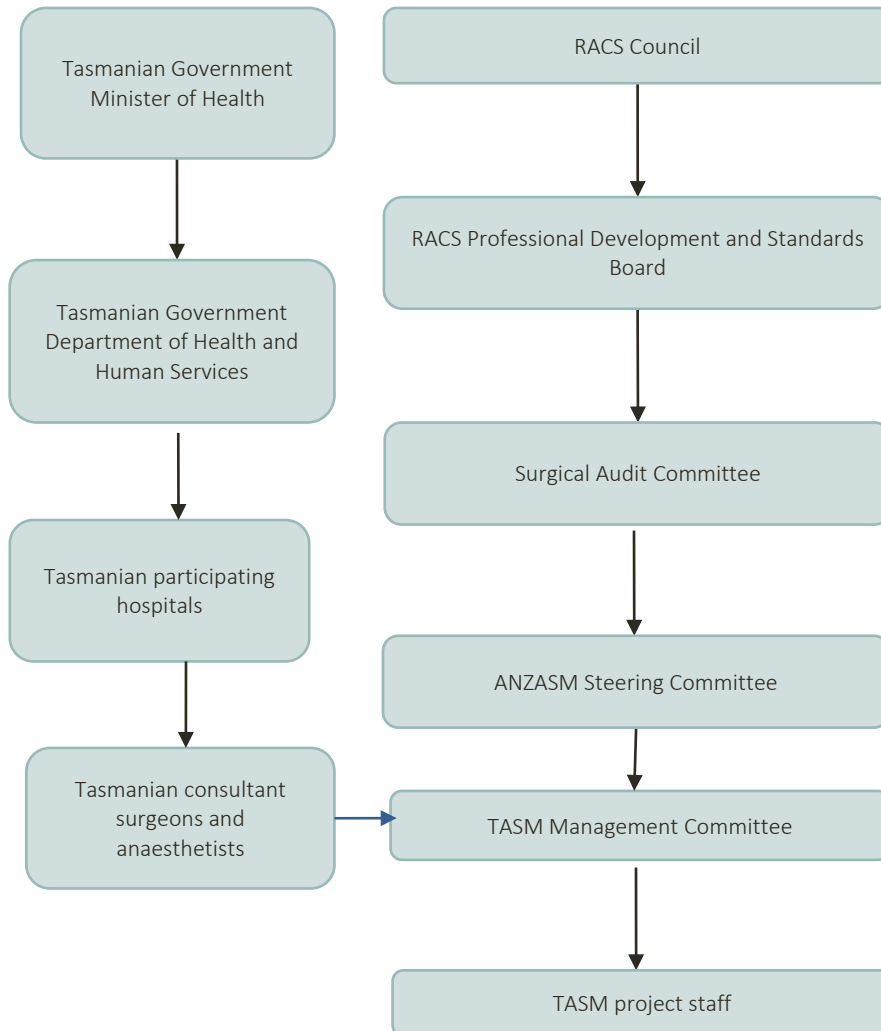 Tasmanian Government
Minister of Health
Tasmanian Government
Department of Health and
Human Services
Tasmanian participating
hospitals
Tasmanian consultant
surgeons and
anaesthetists
RACS Council
RACS Professional Development and Standards
Board
Surgical Audit Committee
ANZASM Steering Committee
TASM Management Committee
TASM project staff